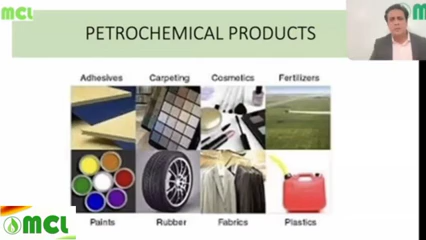 MCL
PETROCHEMICAL PRODUCTS
Adhesives Carpeting Cosmetics Fertilizers
Paints Rubber Fabrics Plastics
MCL